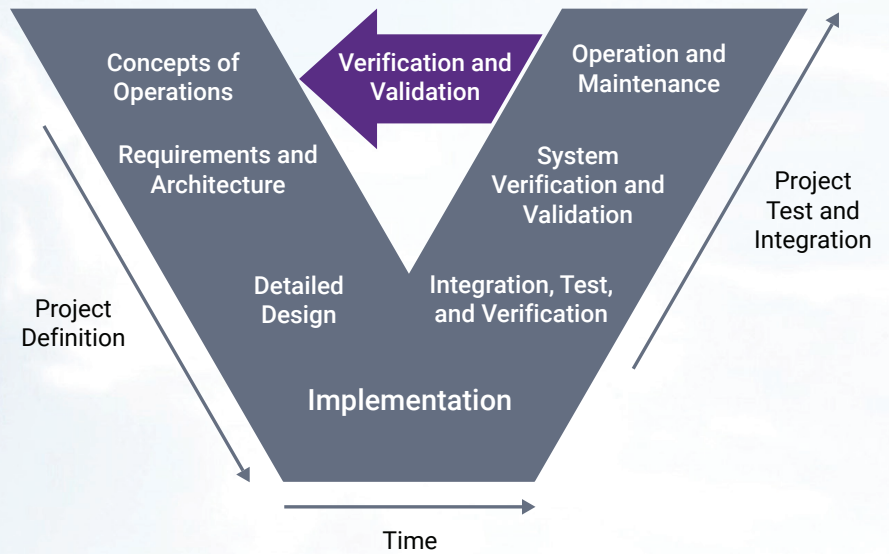 Concepts of
Operations
Verification and
Validation
Operation and
Maintenance
Requirements and
Architecture
System
Verification and
Validation
Project
Test and
Integration
Detailed
Design
Integration, Test,
and Verification
Project
Definition
Implementation
Time